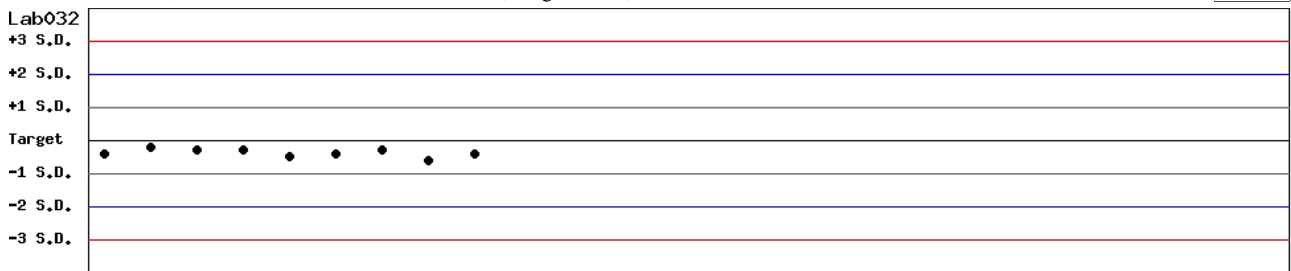 Lab032
+3 S.D.
+2 S.D.
+1 S.D.
Target
-1 S.D.
-2 S.D.
-3 S.D.